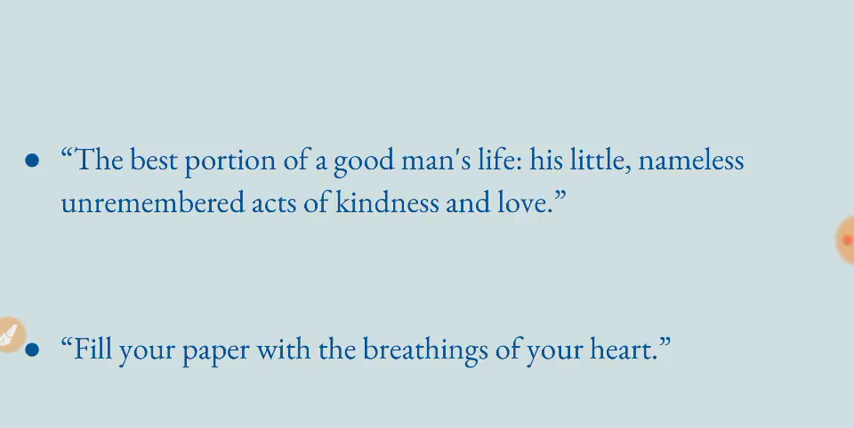 ● “The best portion of a good man's life: his little, nameless
unremembered acts of kindness and love.”
● “Fill your paper with the breathings of your heart.”